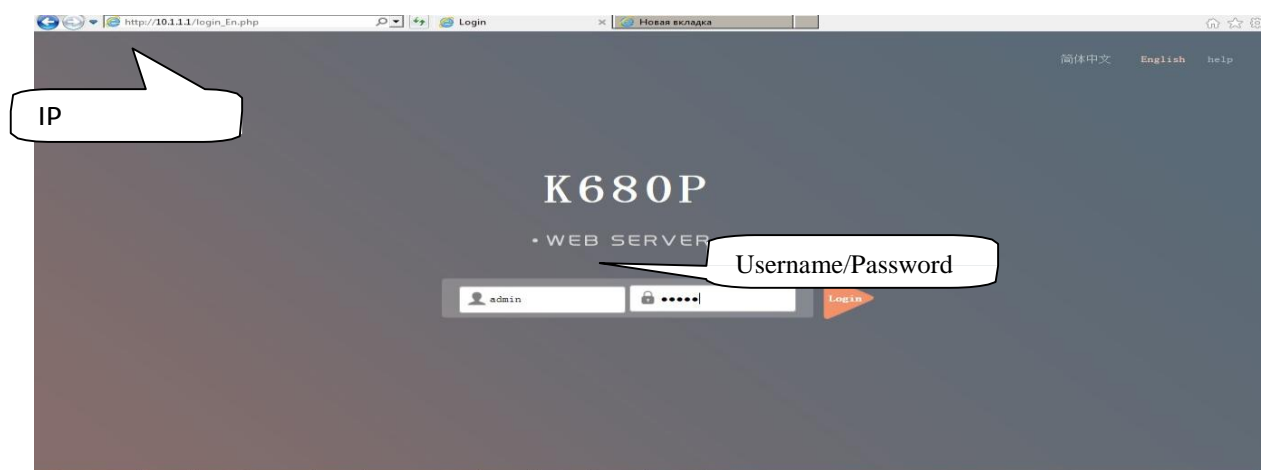 http://10.1.1.1/login_En.php
Login
Новая вкладка
简体中文 English help
IP
K680P
• WEB SERVER
Username/Password
admin
•••••
Login